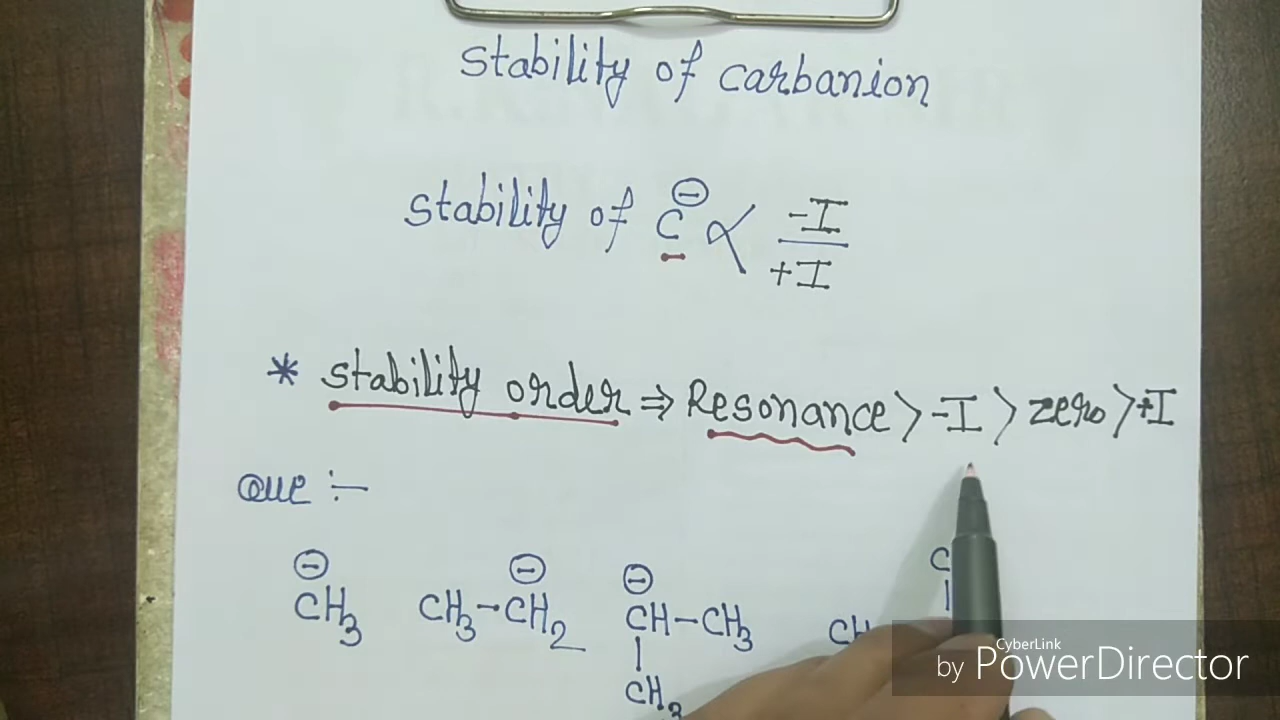 Stability of carbanion
Stability of C⊖ ∝ -I / +I
* Stability order ⇒ Resonance > -I > zero > +I
Que :-
⊖ ⊖ ⊖
CH3 CH3-CH2 CH-CH3 CH C
CH3
CyberLink
by PowerDirector